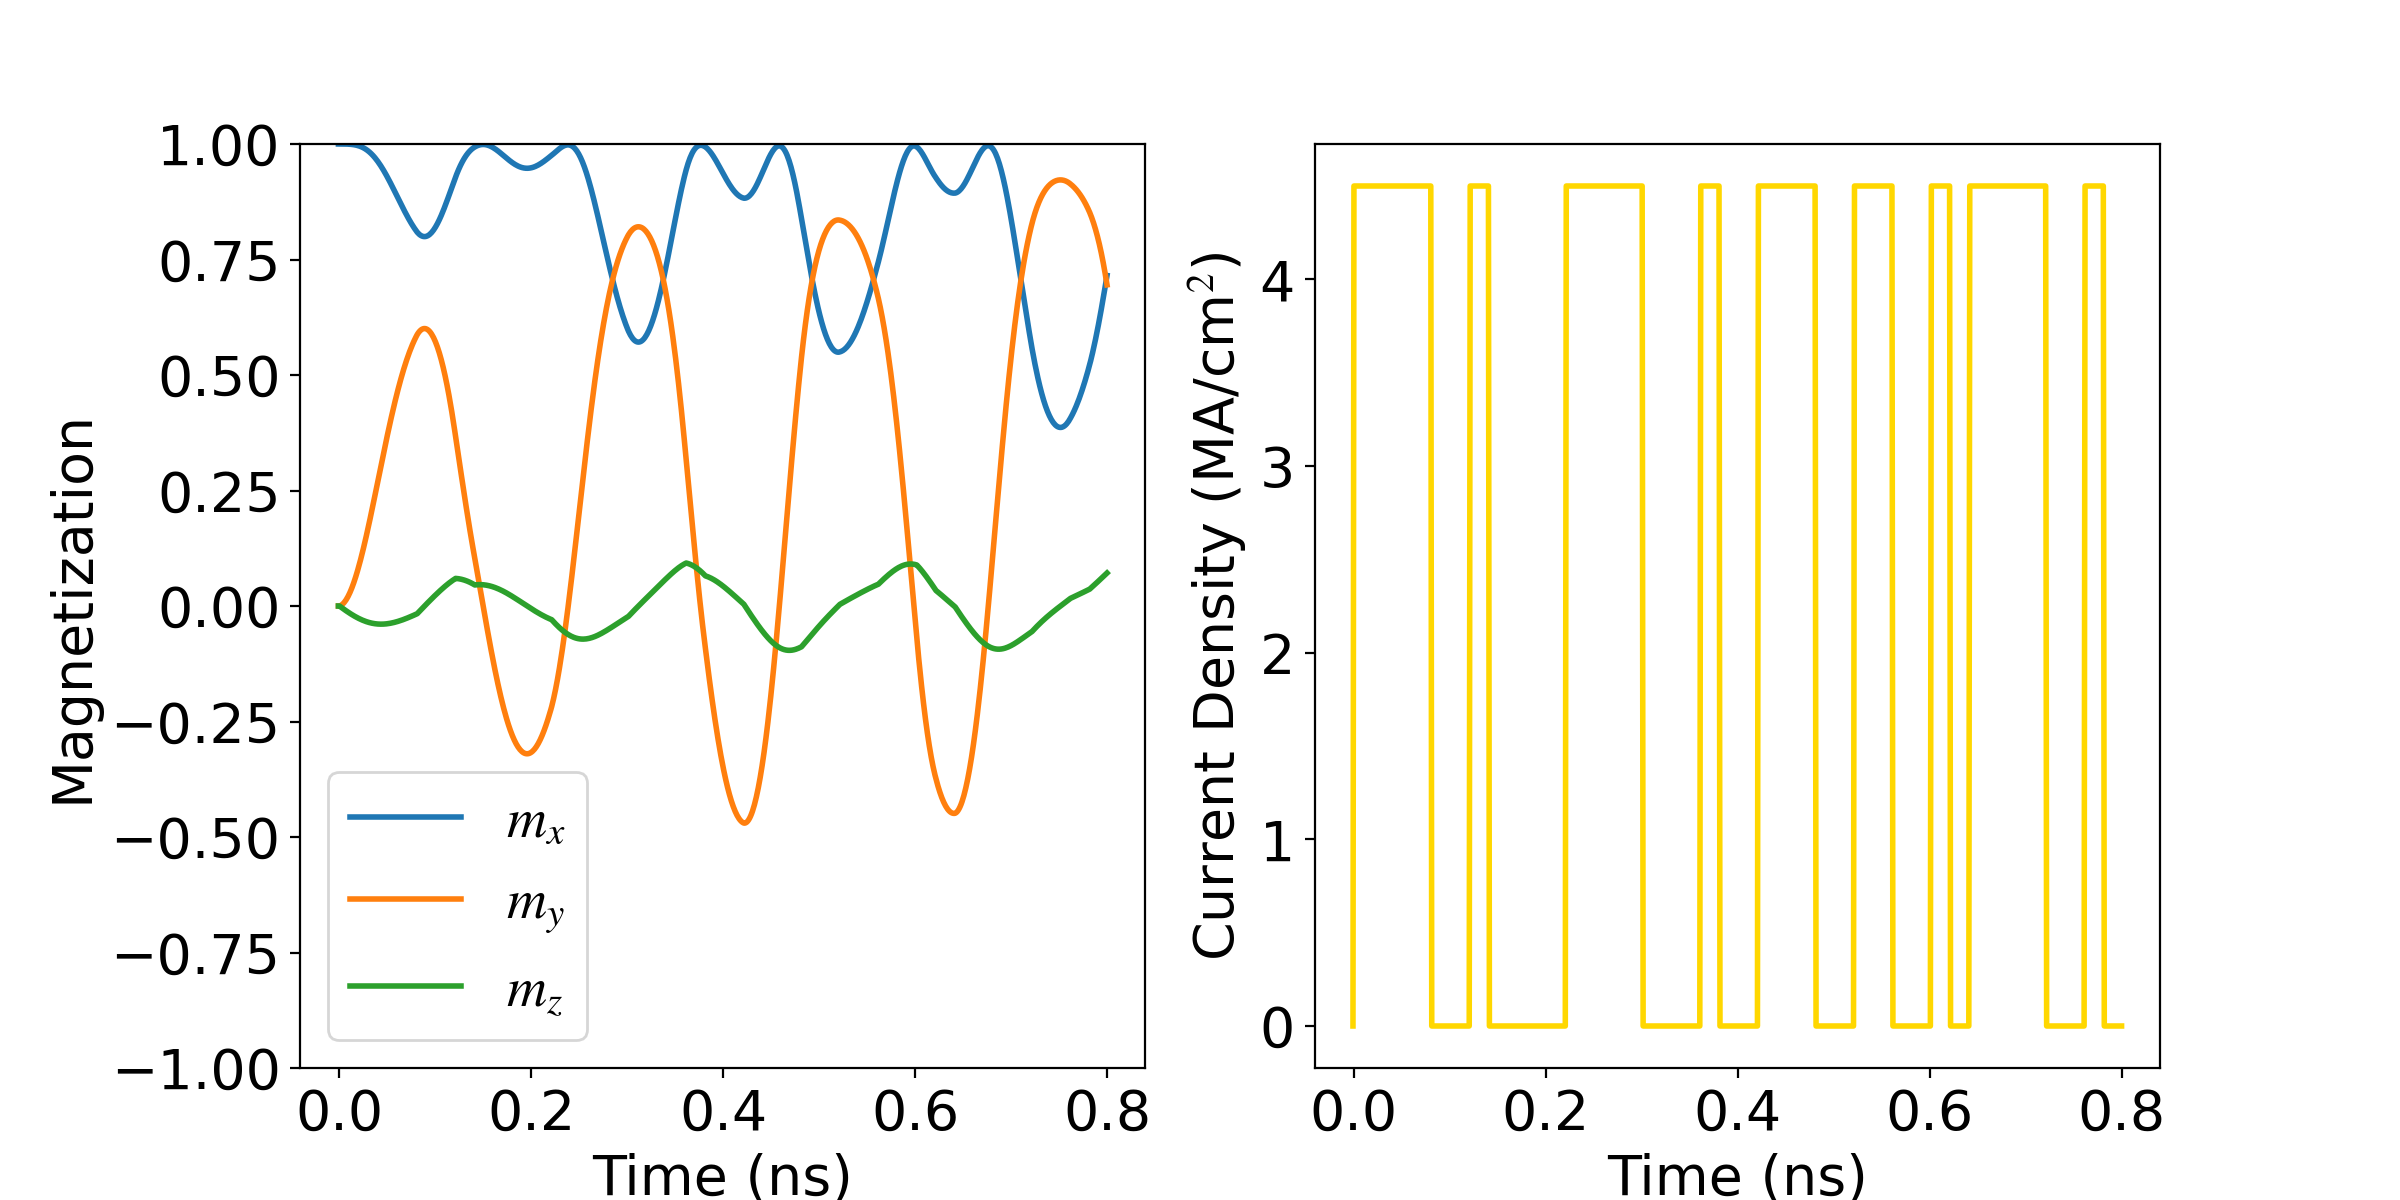 1.00
0.75
0.50
0.25
0.00
−0.25
−0.50
−0.75
−1.00
Magnetization
m_x
m_y
m_z
0.0 0.2 0.4 0.6 0.8
Time (ns)
4
3
2
1
0
Current Density (MA/cm²)
0.0 0.2 0.4 0.6 0.8
Time (ns)